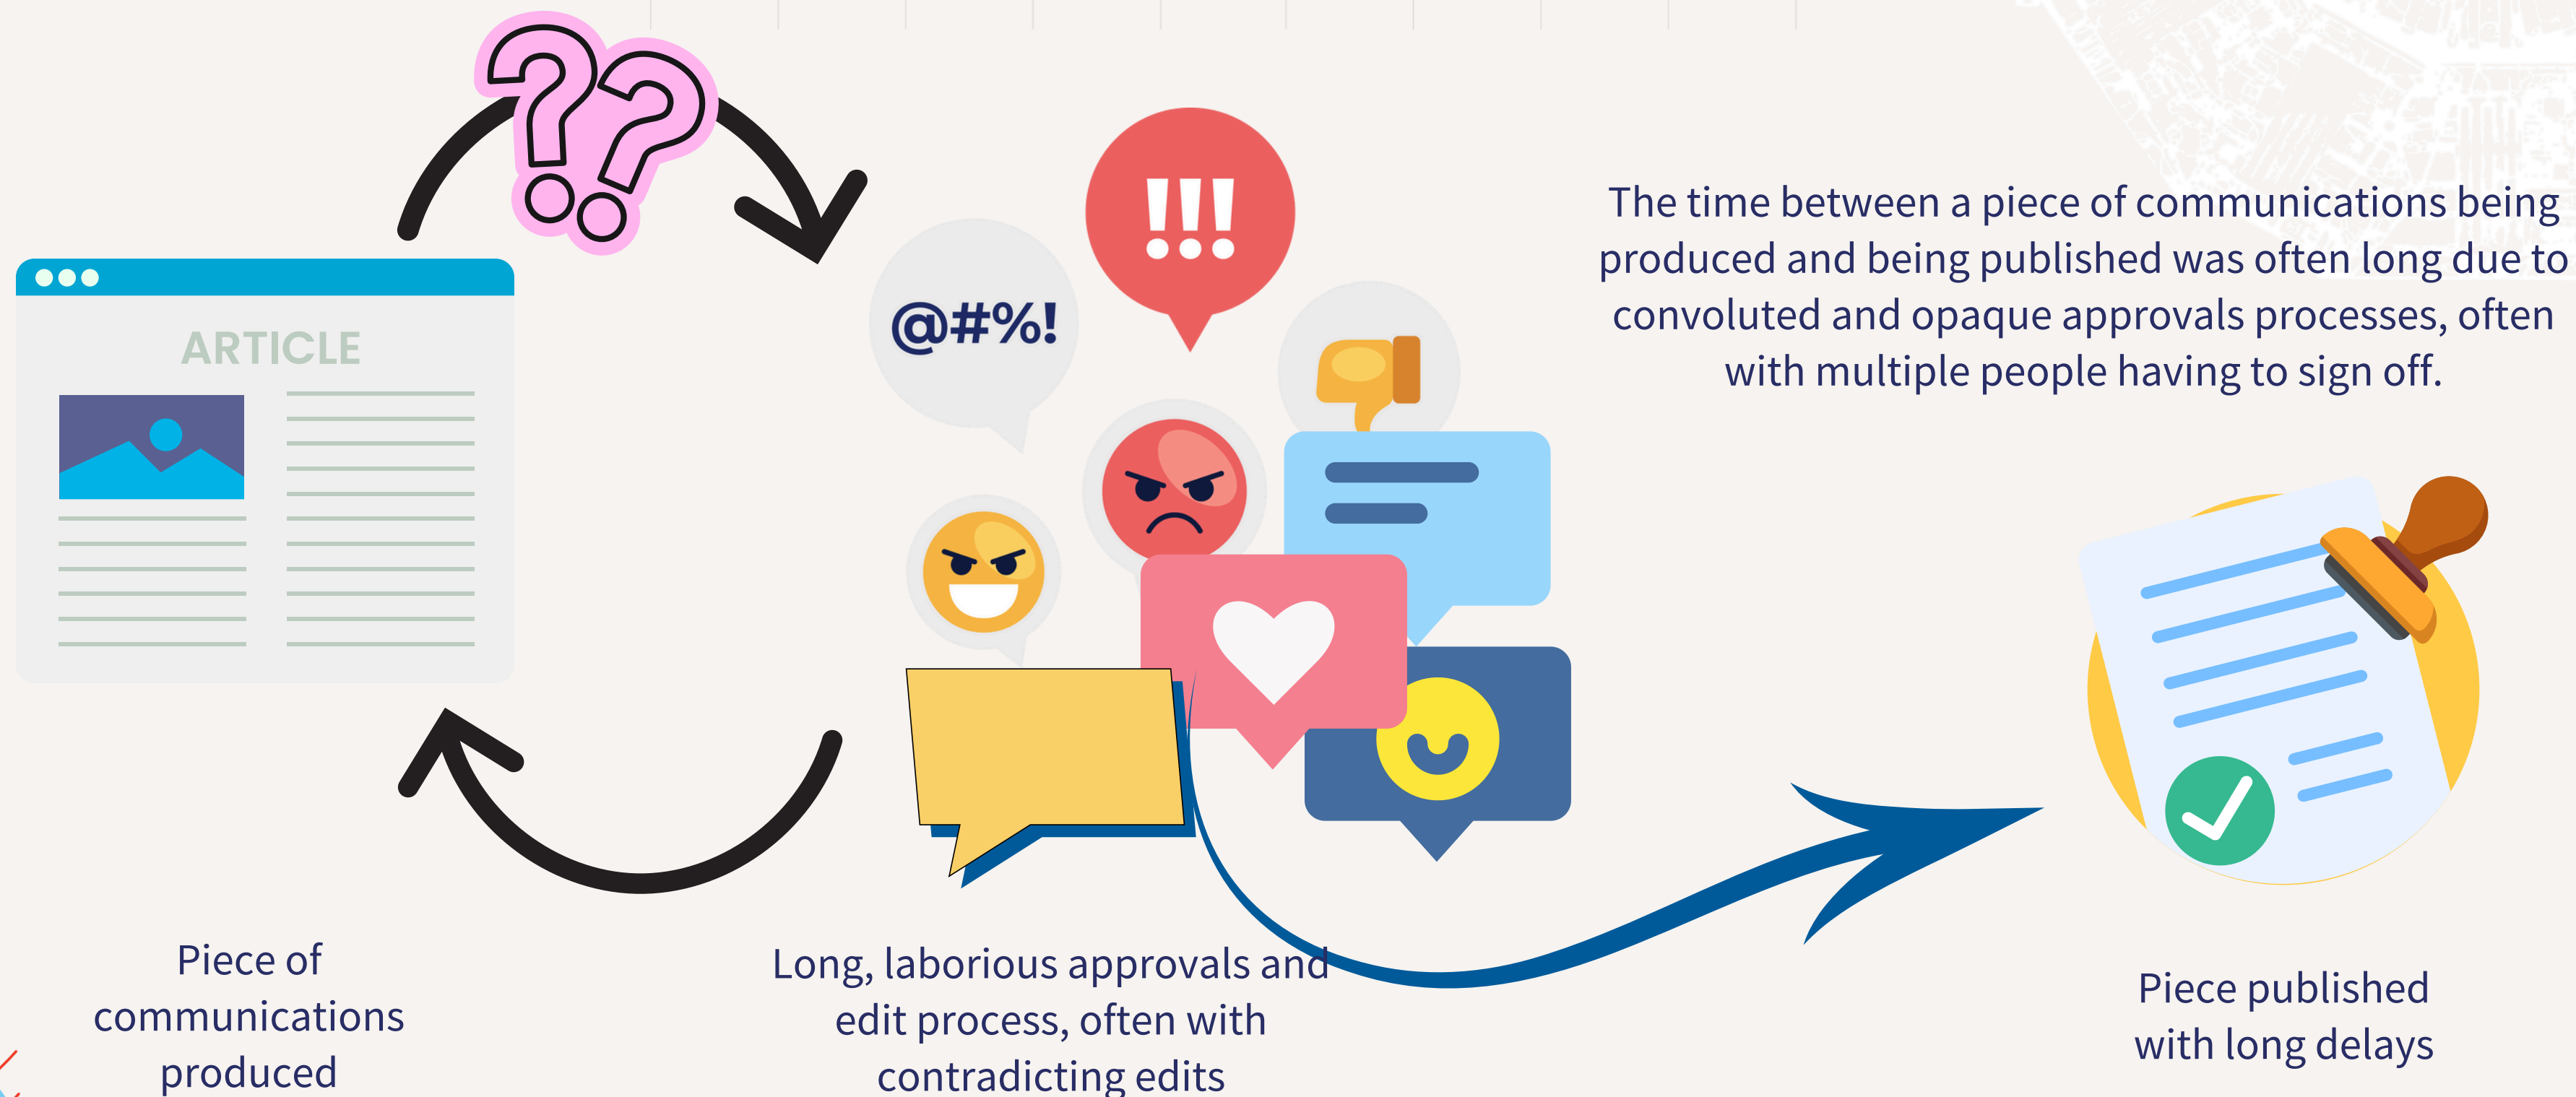 ??
ARTICLE
@#%!
!!!
The time between a piece of communications being
produced and being published was often long due to
convoluted and opaque approvals processes, often
with multiple people having to sign off.
Piece of
communications
produced
Long, laborious approvals and
edit process, often with
contradicting edits
Piece published
with long delays